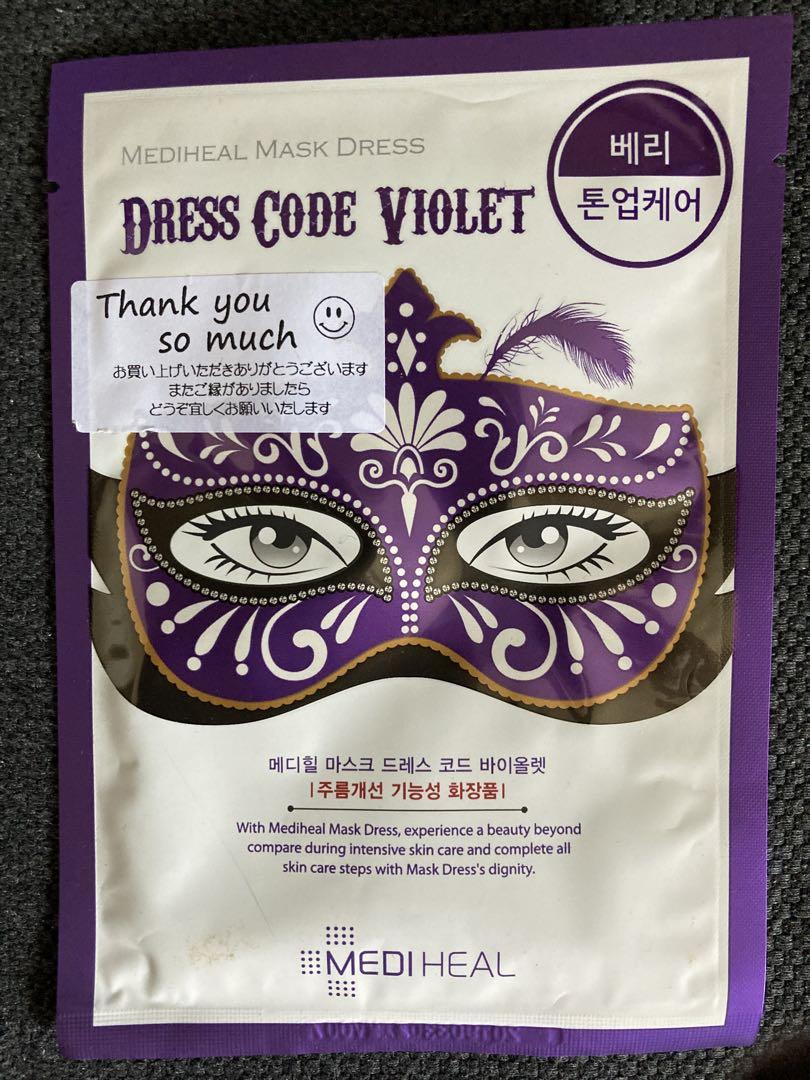 MEDIHEAL MASK DRESS
DRESS CODE VIOLET
베리
톤업케어
Thank you
so much
お買い上げいただきありがとうございます
またご縁がありましたら
どうぞ宜しくお願いいたします
메디힐 마스크 드레스 코드 바이올렛
|주름개선 기능성 화장품|
With Mediheal Mask Dress, experience a beauty beyond
compare during intensive skin care and complete all
skin care steps with Mask Dress's dignity.
MEDIHEAL